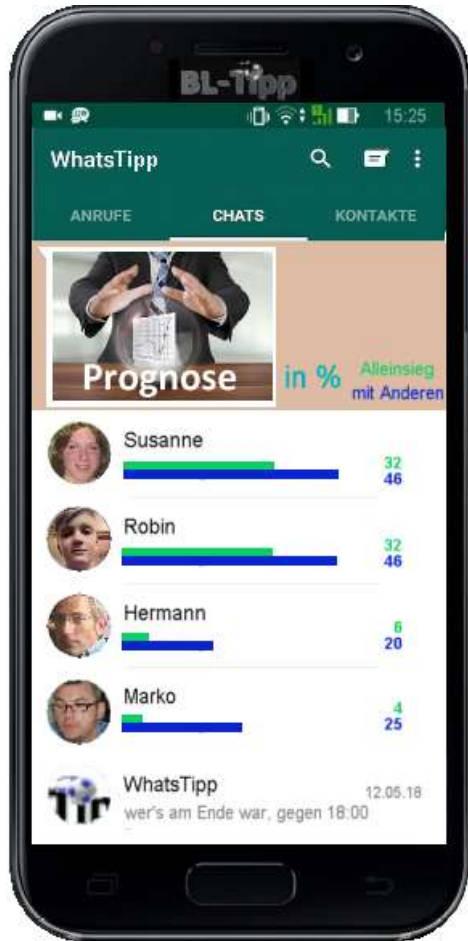 BL-Tipp
15:25
WhatsTipp
ANRUFE CHATS KONTAKTE
Prognose in % Alleinsieg
mit Anderen
Susanne
32
46
Robin
32
46
Hermann
6
20
Marko
4
25
WhatsTipp 12.05.18
wer's am Ende war, gegen 18:00